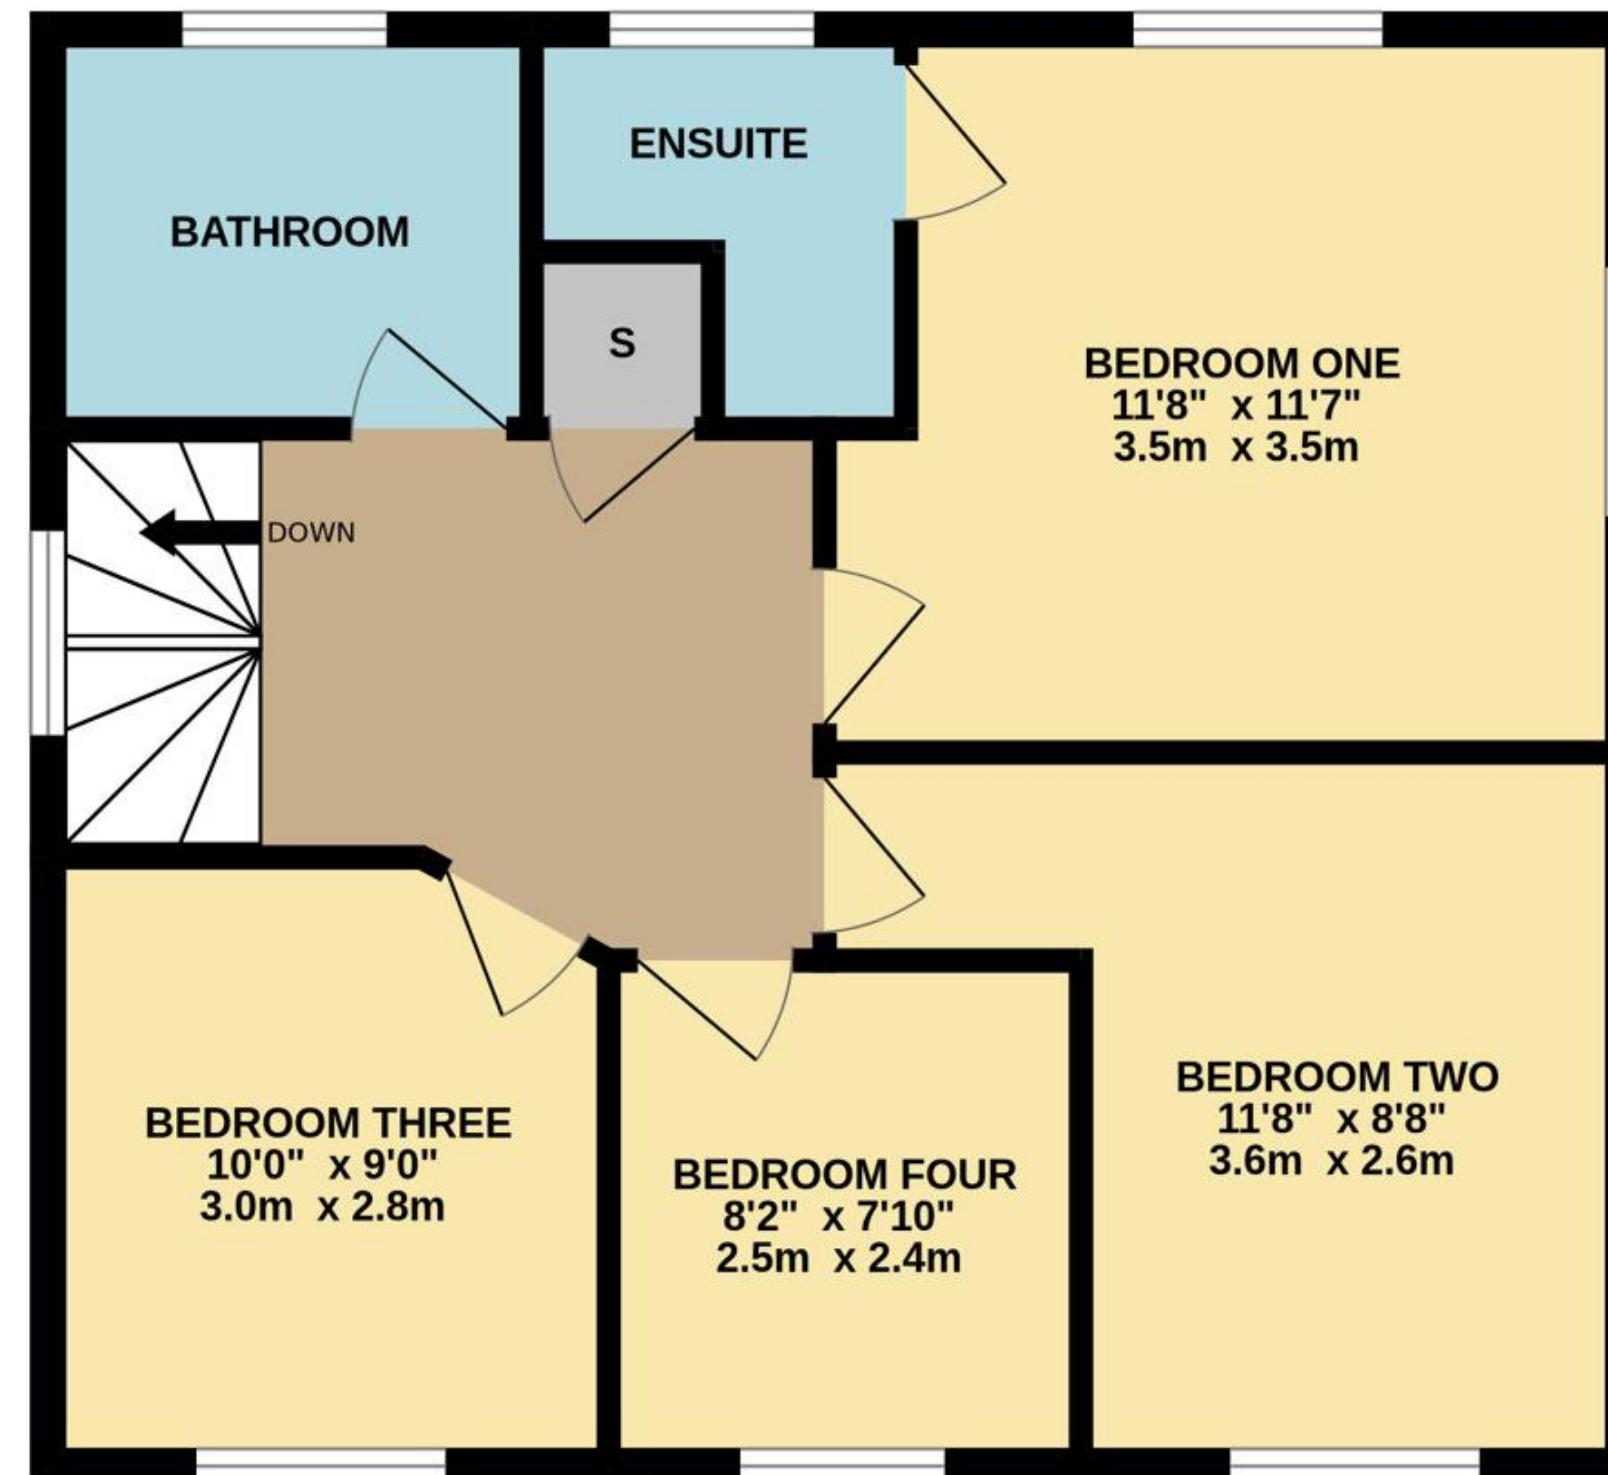 ENSUITE
BATHROOM
S
BEDROOM ONE
11'8" x 11'7"
3.5m x 3.5m
DOWN
BEDROOM TWO
11'8" x 8'8"
3.6m x 2.6m
BEDROOM THREE
10'0" x 9'0"
3.0m x 2.8m
BEDROOM FOUR
8'2" x 7'10"
2.5m x 2.4m